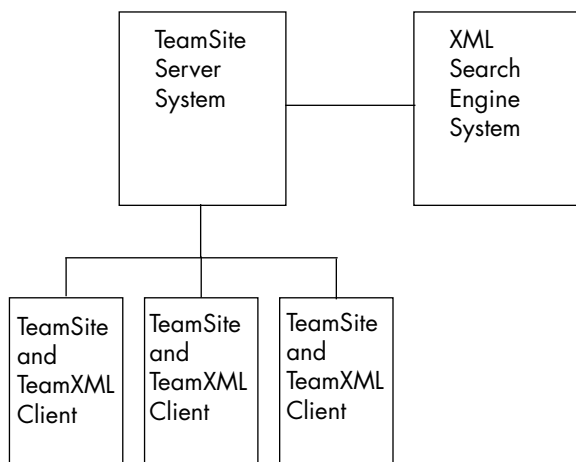 TeamSite
Server
System
XML
Search
Engine
System
TeamSite
and
TeamXML
Client
TeamSite
and
TeamXML
Client
TeamSite
and
TeamXML
Client